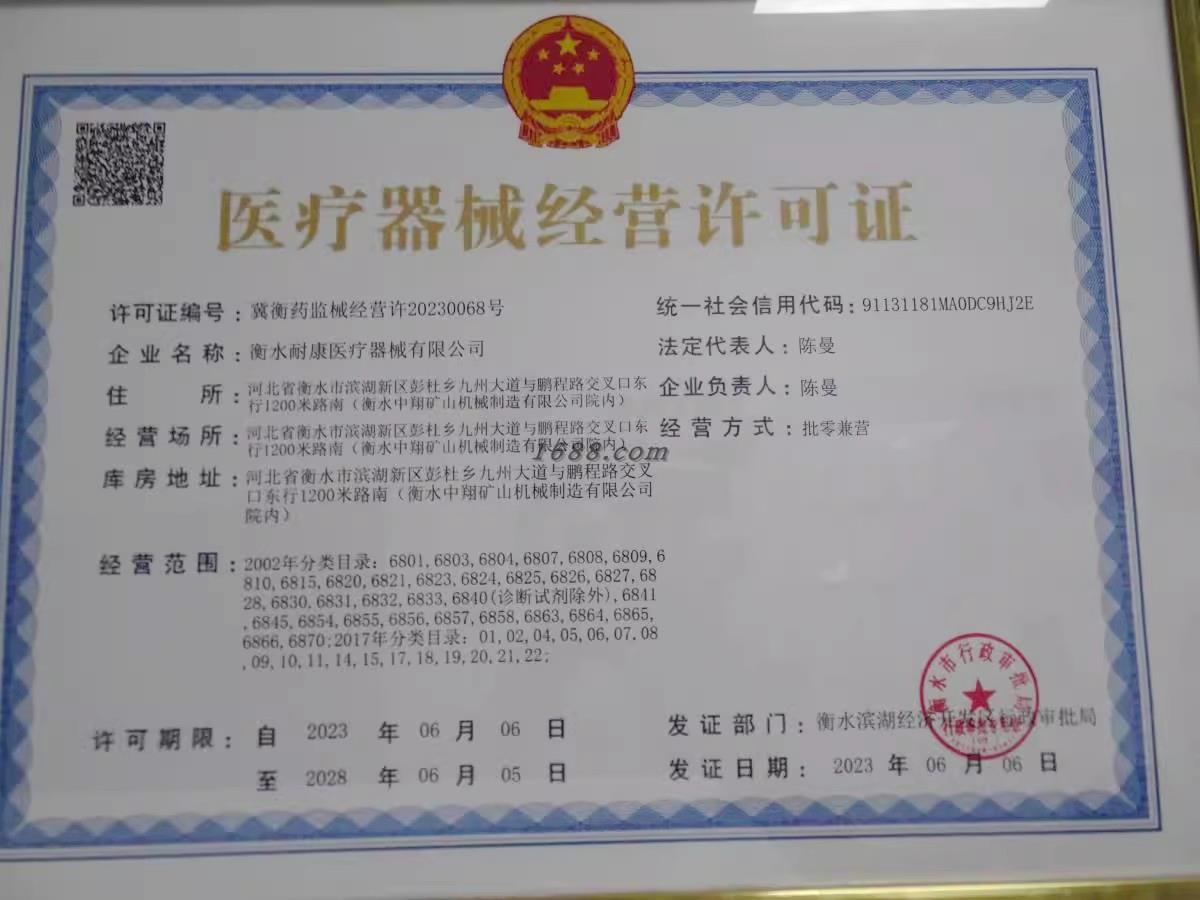 医疗器械经营许可证
许可证编号：冀衡药监械经营许20230068号
统一社会信用代码：91131181MA0DC9HJ2E
企业名称：衡水耐康医疗器械有限公司
法定代表人：陈曼
住所：河北省衡水市滨湖新区彭杜乡九州大道与鹏程路交叉口东
行1200米路南（衡水中翔矿山机械制造有限公司院内）
企业负责人：陈曼
经营场所：河北省衡水市滨湖新区彭杜乡九州大道与鹏程路交叉口东
行1200米路南（衡水中翔矿山机械制造有限公司院内）
经营方式：批零兼营
1688.com
库房地址：河北省衡水市滨湖新区彭杜乡九州大道与鹏程路交叉
口东行1200米路南（衡水中翔矿山机械制造有限公司
院内）
经营范围：2002年分类目录：6801,6803,6804,6807,6808,6809,6
810,6815,6820,6821,6823,6824,6825,6826,6827,68
28,6830,6831,6832,6833,6840(诊断试剂除外),6841
,6845,6854,6855,6856,6857,6858,6863,6864,6865,
6866,6870;2017年分类目录：01,02,04,05,06,07,08
,09,10,11,14,15,17,18,19,20,21,22;
许可期限：自 2023 年 06 月 06 日
至 2028 年 06 月 05 日
发证部门：衡水滨湖经济开发区行政审批局
发证日期：2023 年 06 月 06 日
衡水市行政审批局